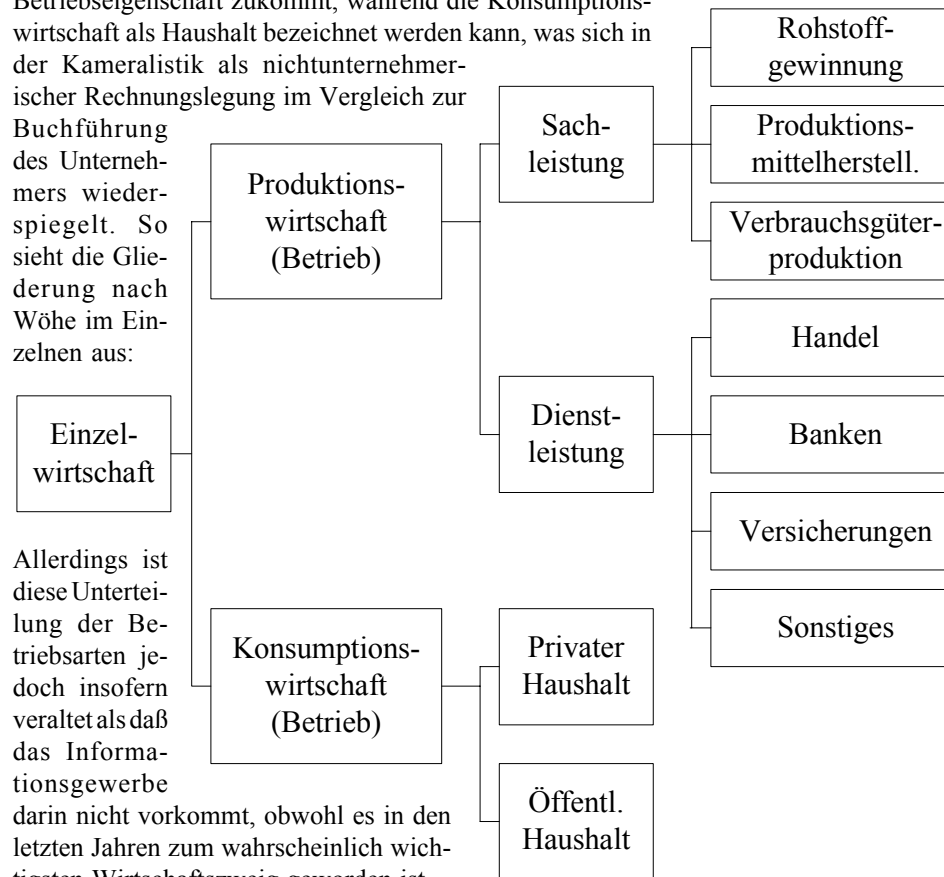 Betriebseigenschaft zukommt, während die Konsumptions-
wirtschaft als Haushalt bezeichnet werden kann, was sich in
der Kameralistik als nichtunternehmer-
ischer Rechnungslegung im Vergleich zur
Buchführung
des Unterneh-
mers wieder-
spiegelt. So
sieht die Glie-
derung nach
Wöhe im Ein-
zelnen aus:
Einzel-
wirtschaft
Produktions-
wirtschaft
(Betrieb)
Sach-
leistung
Rohstoff-
gewinnung
Produktions-
mittelherstell.
Verbrauchsgüter-
produktion
Dienst-
leistung
Handel
Banken
Versicherungen
Sonstiges
Konsumptions-
wirtschaft
(Betrieb)
Privater
Haushalt
Öffentl.
Haushalt
Allerdings ist
diese Untertei-
lung der Be-
triebsarten je-
doch insofern
veraltet als daß
das Informa-
tionsgewerbe
darin nicht vorkommt, obwohl es in den
letzten Jahren zum wahrscheinlich wich-
tigsten Wirtschaftszweig geworden ist